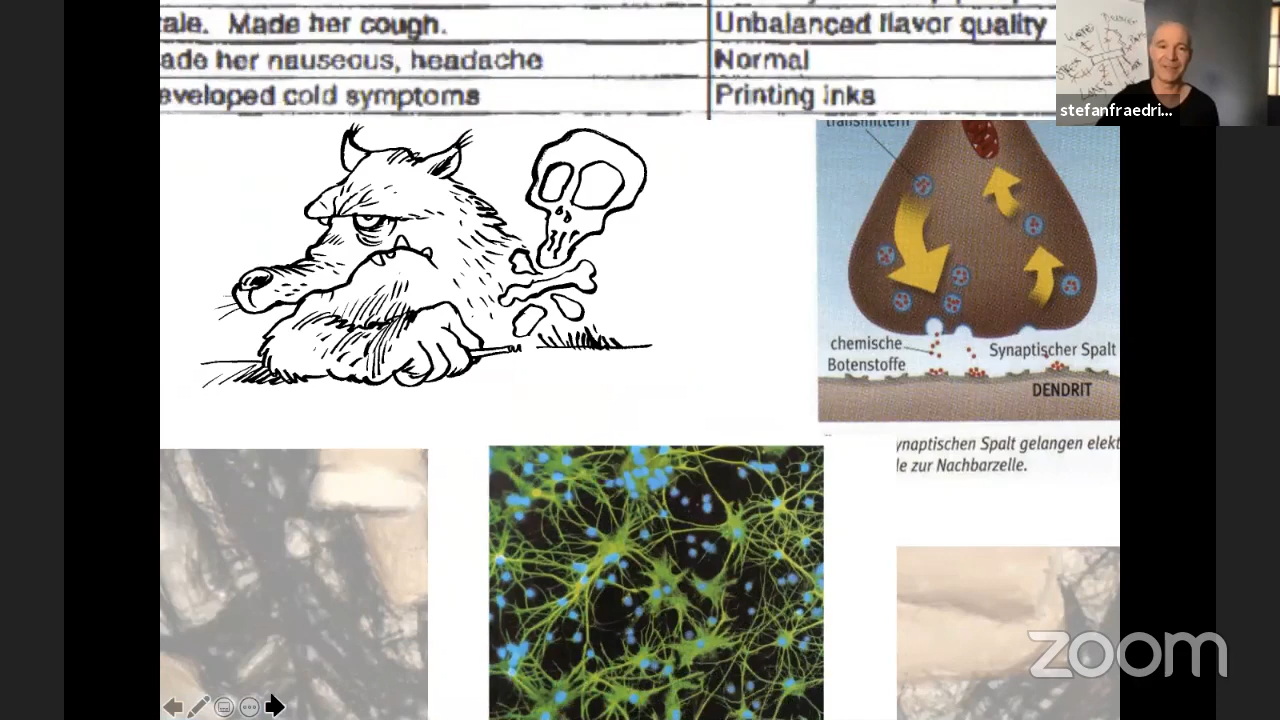 ale. Made her cough.
Unbalanced flavor quality
ade her nauseous, headache
Normal
eveloped cold symptoms
Printing inks
stefanfraedri...
transmittern
chemische
Botenstoffe
Synaptischer Spalt
DENDRIT
ynaptischen Spalt gelangen elekt
le zur Nachbarzelle.
zoom